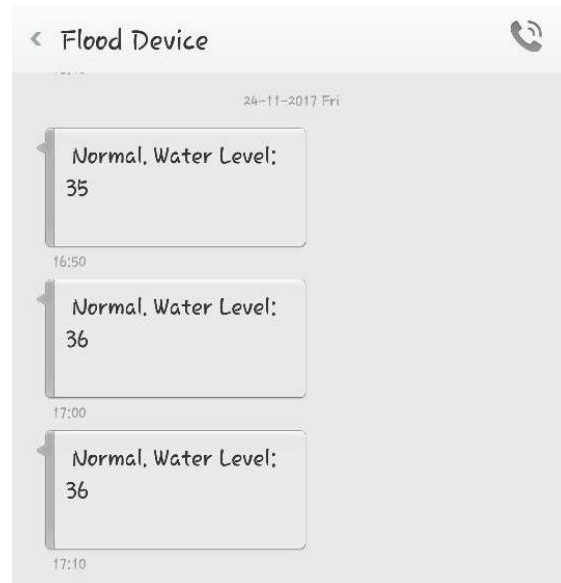 Flood Device
24-11-2017 Fri
Normal, Water Level:
35
16:50
Normal, Water Level:
36
17:00
Normal, Water Level:
36
17:10